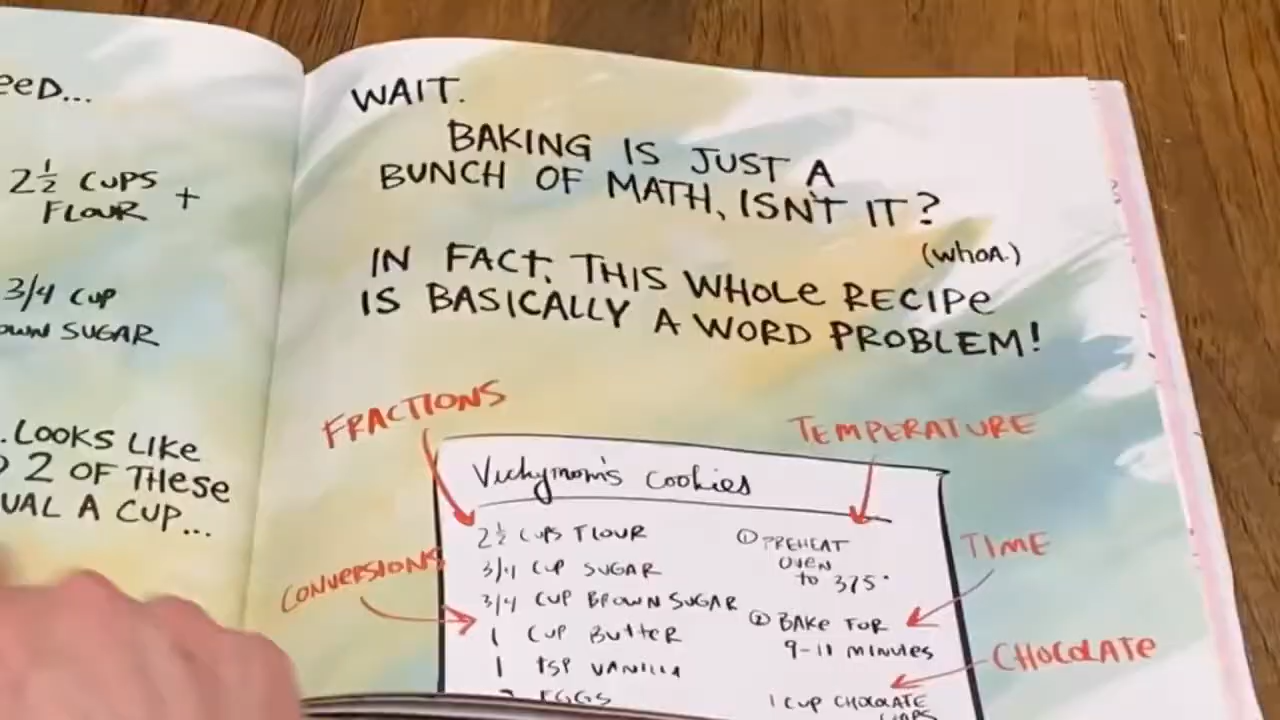 eeD...
2½ CUPS +
FLOUR
3/4 CUP
OWN SUGAR
. LOOKS LIKE
2 OF THESE
UAL A CUP...
WAIT.
BAKING IS JUST A
BUNCH OF MATH, ISN'T IT?
(WHOA.)
IN FACT, THIS WHOLE RECIPE
IS BASICALLY A WORD PROBLEM!
FRACTIONS
TEMPERATURE
Vickymom's Cookies
2½ CUPS FLOUR
3/4 CUP SUGAR
3/4 CUP BROWN SUGAR
1 CUP BUTTER
1 TSP VANILLA
EGGS
CONVERSIONS
① PREHEAT
OVEN
to 375°
TIME
② BAKE FOR
9-11 MINUTES
CHOCOLATE
1 CUP CHOCOLATE